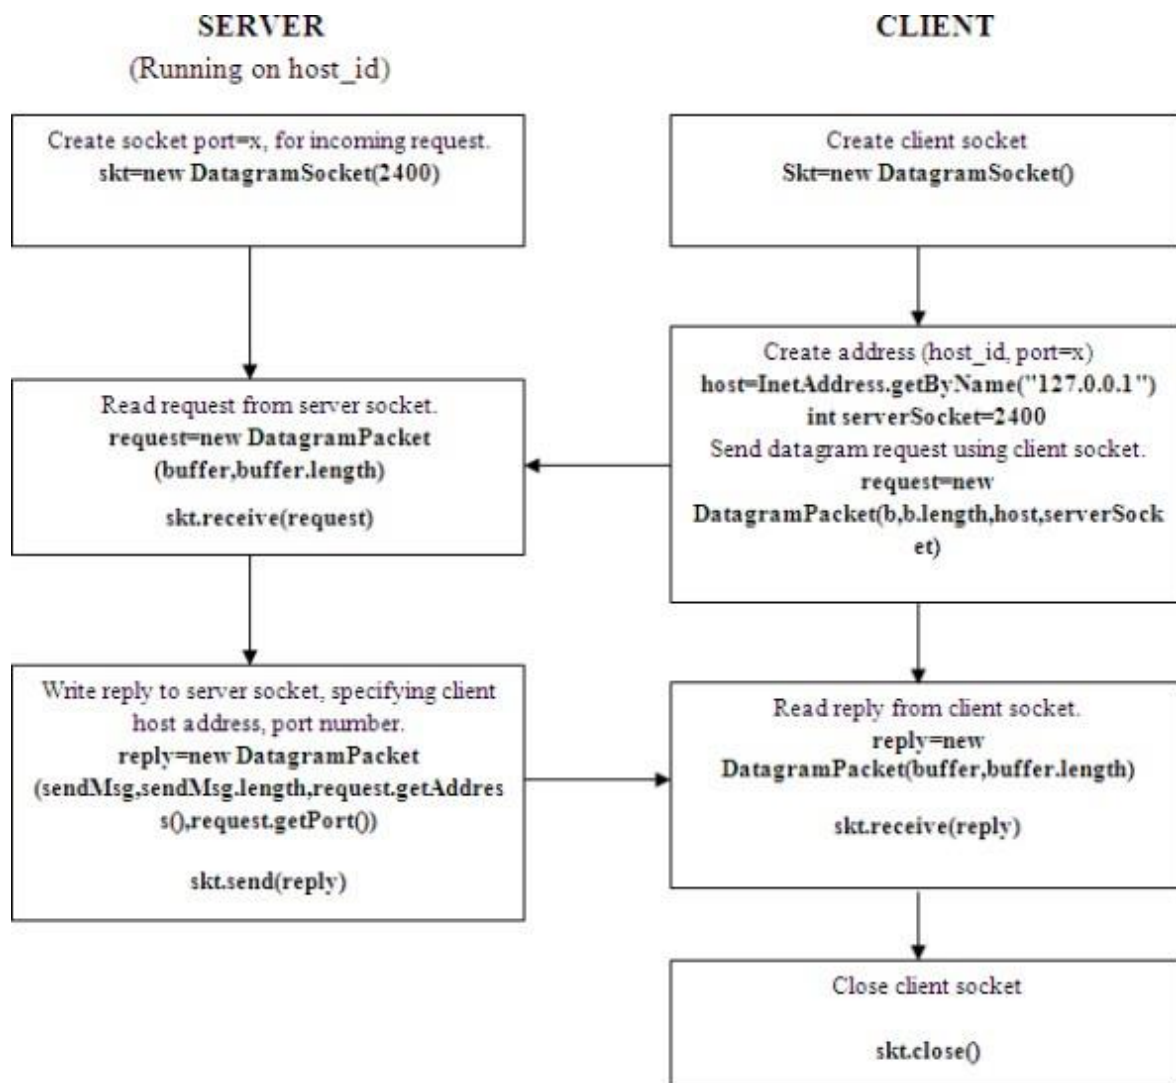 SERVER
(Running on host_id)
Create socket port=x, for incoming request.
skt=new DatagramSocket(2400)
Read request from server socket.
request=new DatagramPacket
(buffer,buffer.length)
skt.receive(request)
Write reply to server socket, specifying client
host address, port number.
reply=new DatagramPacket
(sendMsg,sendMsg.length,request.getAddres
s(),request.getPort())
skt.send(reply)
CLIENT
Create client socket
Skt=new DatagramSocket()
Create address (host_id, port=x)
host=InetAddress.getByName("127.0.0.1")
int serverSocket=2400
Send datagram request using client socket.
request=new
DatagramPacket(b,b.length,host,serverSock
et)
Read reply from client socket.
reply=new
DatagramPacket(buffer,buffer.length)
skt.receive(reply)
Close client socket
skt.close()